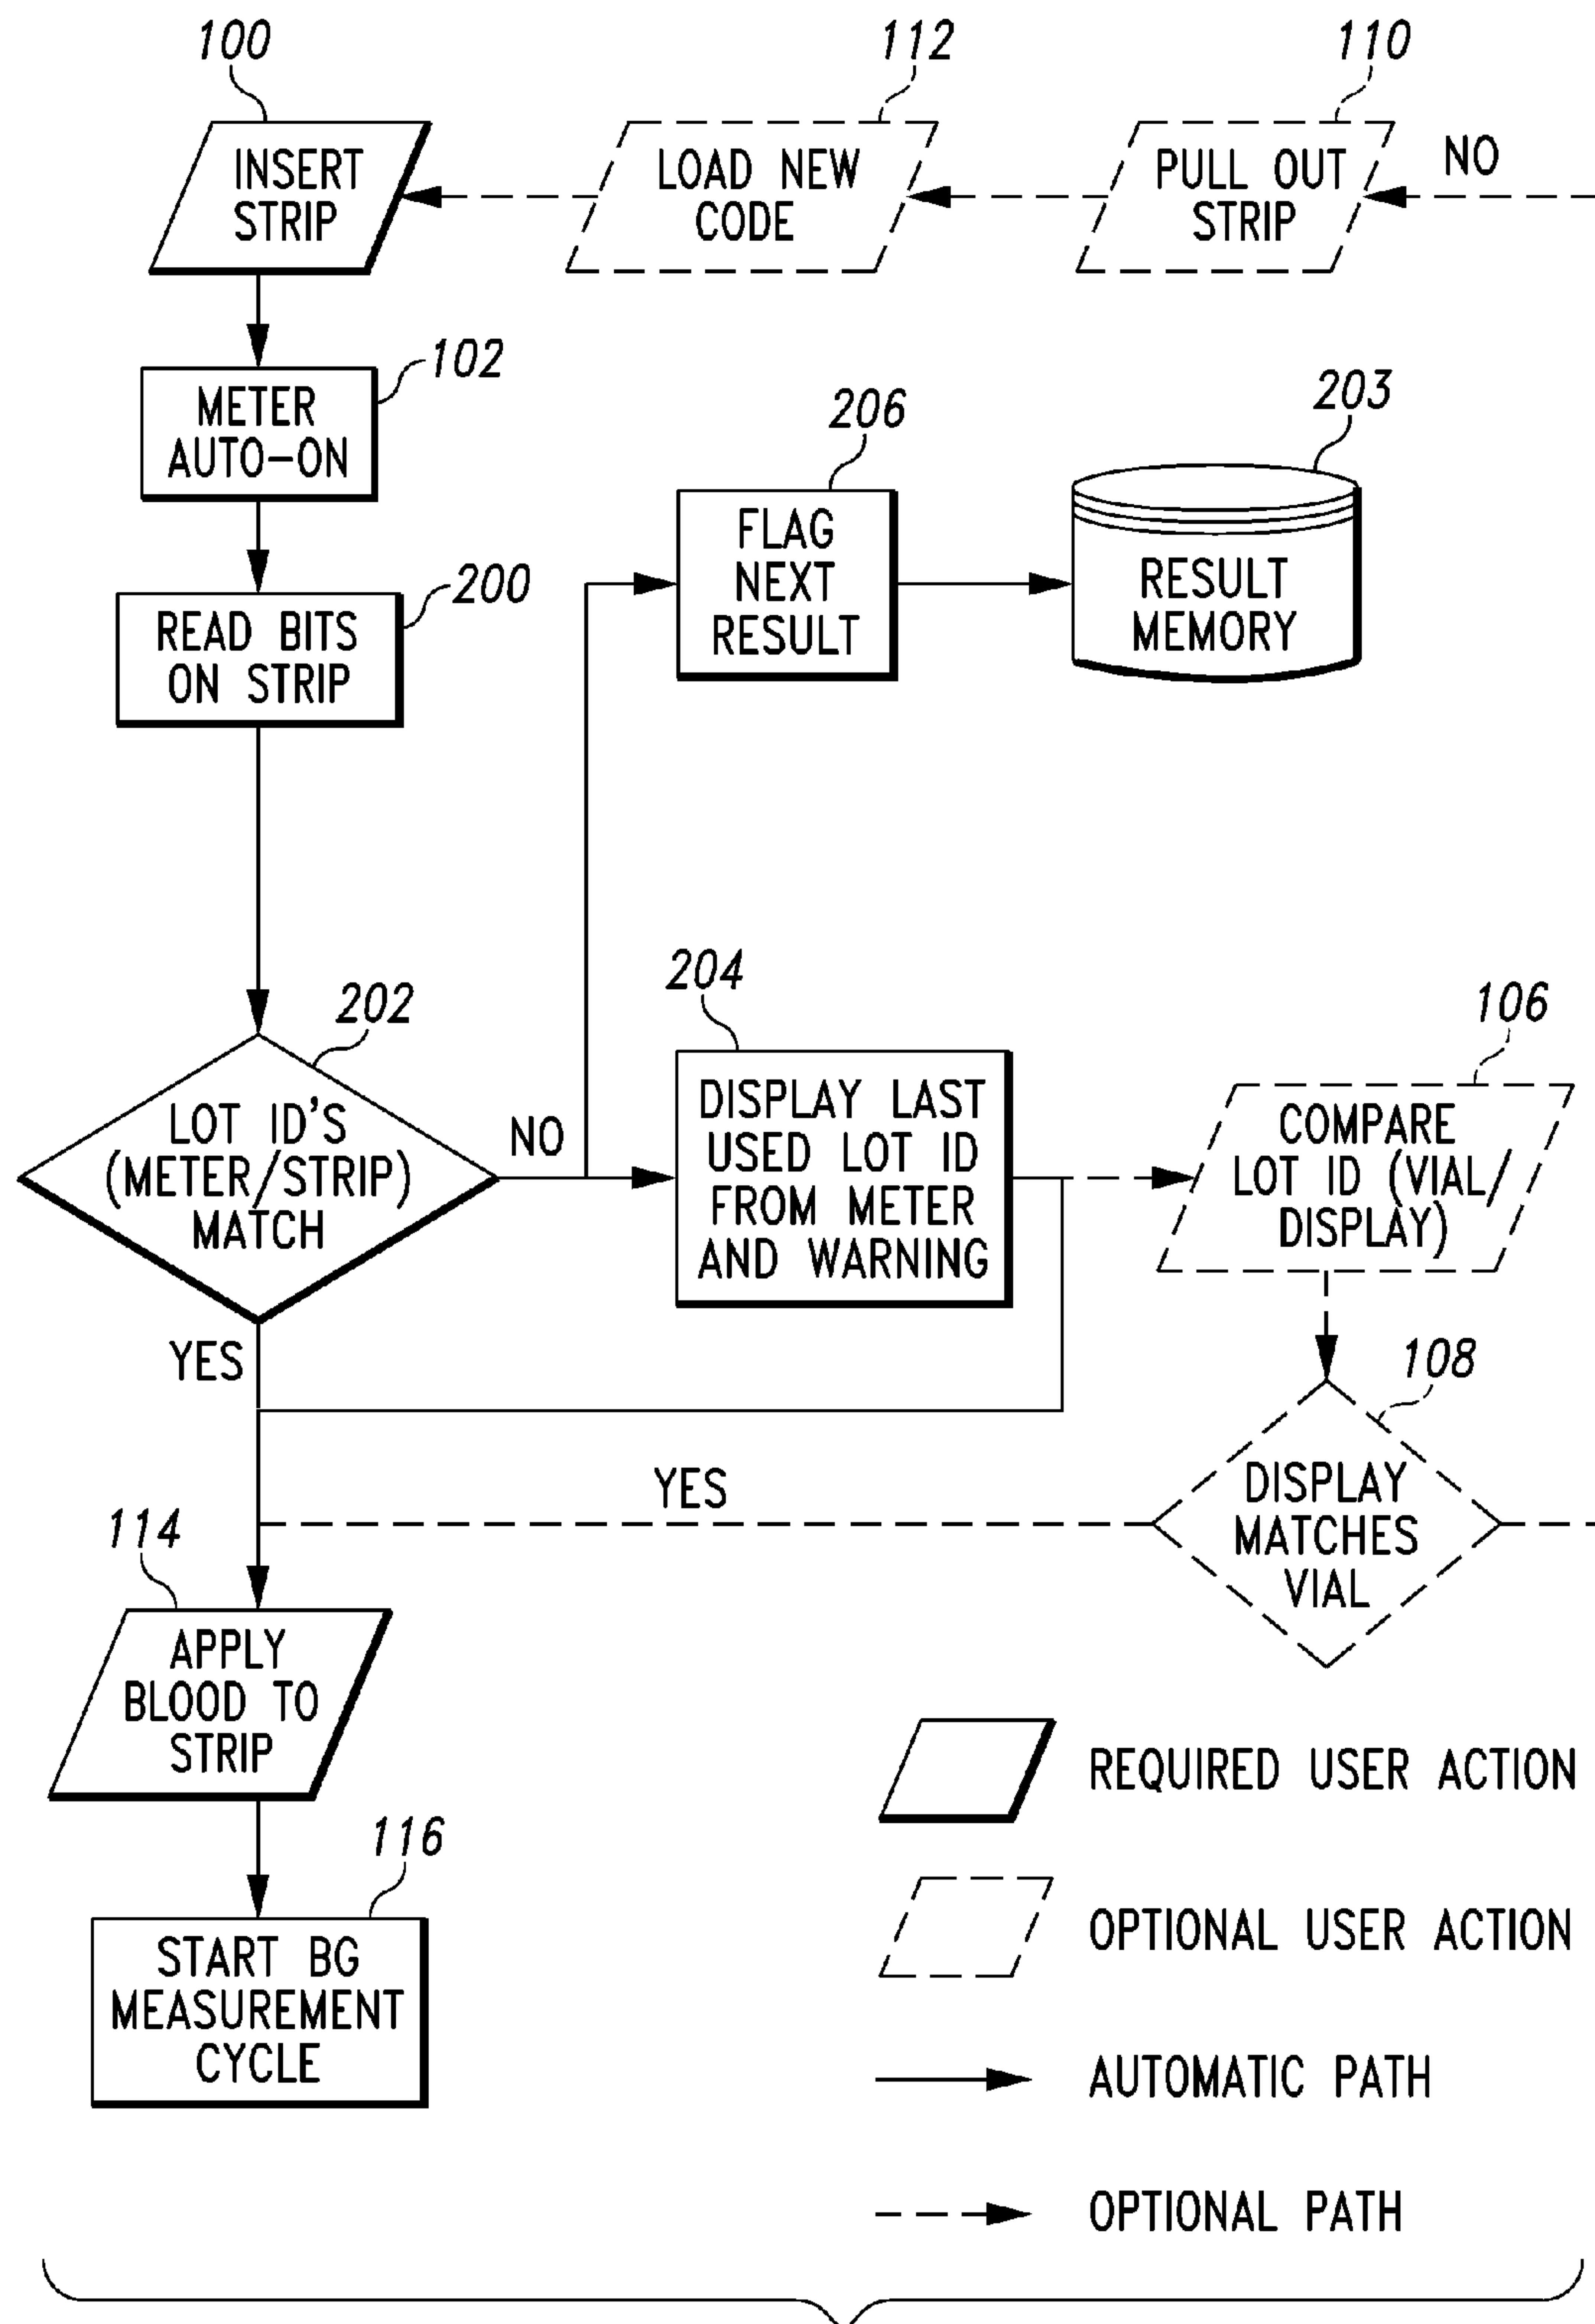 100
112
110
INSERT
STRIP
LOAD NEW
CODE
PULL OUT
STRIP
NO
102
METER
AUTO-ON
206
203
FLAG
NEXT
RESULT
RESULT
MEMORY
200
READ BITS
ON STRIP
202
LOT ID'S
(METER/STRIP)
MATCH
NO
YES
204
DISPLAY LAST
USED LOT ID
FROM METER
AND WARNING
106
COMPARE
LOT ID (VIAL/
DISPLAY)
108
DISPLAY
MATCHES
VIAL
YES
114
APPLY
BLOOD TO
STRIP
116
START BG
MEASUREMENT
CYCLE
REQUIRED USER ACTION
OPTIONAL USER ACTION
AUTOMATIC PATH
OPTIONAL PATH